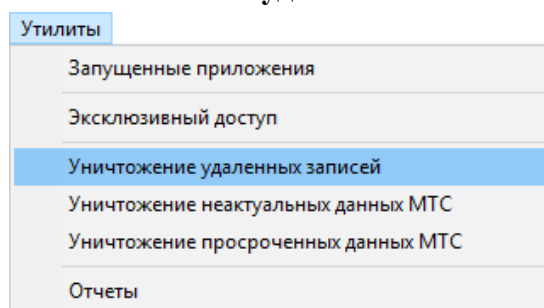 Утилиты
Запущенные приложения
Эксклюзивный доступ
Уничтожение удаленных записей
Уничтожение неактуальных данных МТС
Уничтожение просроченных данных МТС
Отчеты